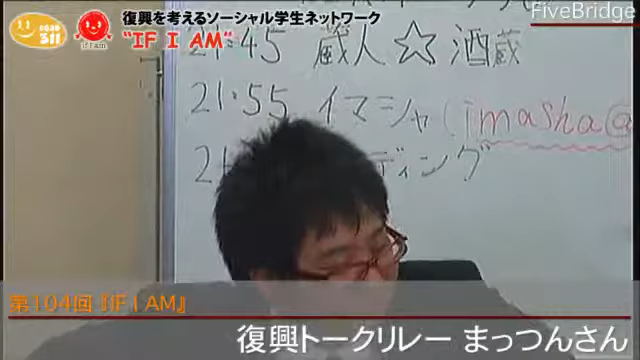 FiveBridge
復興を考えるソーシャル学生ネットワーク
"IF I AM"
if I am
311
21:45 蔵人☆酒蔵
21:55 イマシャ(imasha@
ディング
第104回『IF I AM』
復興トークリレー まっつんさん